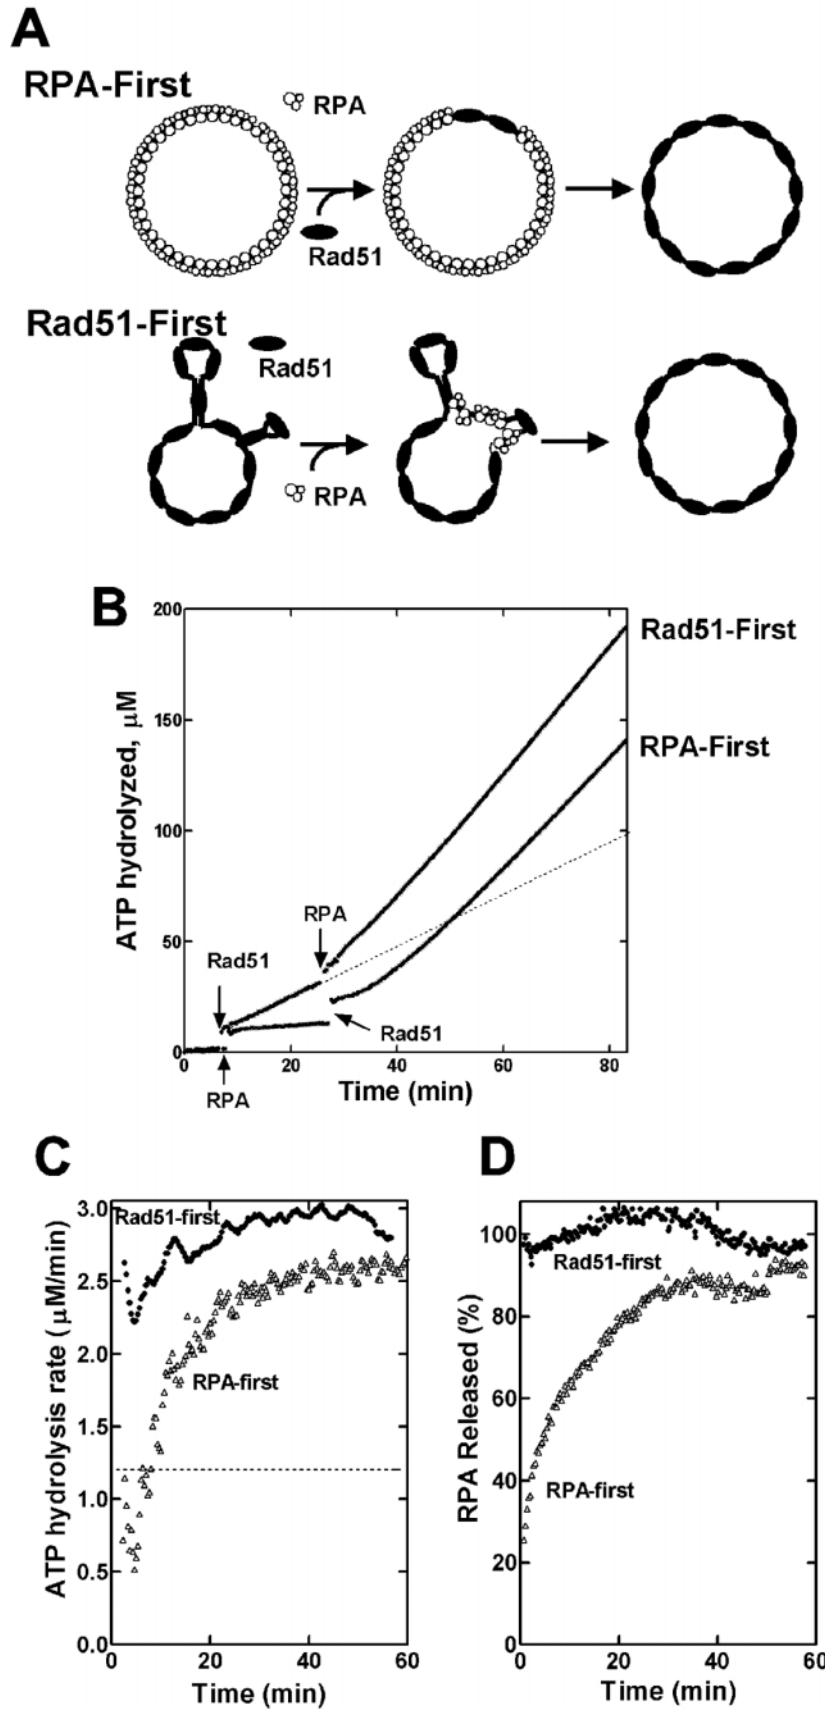 A
RPA-First
RPA
Rad51
Rad51-First
Rad51
RPA
B
200
150
100
50
0
ATP hydrolyzed, μM
Rad51-First
RPA-First
RPA
Rad51
Rad51
0 20 40 60 80
RPA
Time (min)
C
3.0
2.5
2.0
1.5
1.0
0.5
0.0
ATP hydrolysis rate (μM/min)
Rad51-first
RPA-first
0 20 40 60
Time (min)
D
100
80
60
40
20
0
RPA Released (%)
Rad51-first
RPA-first
0 20 40 60
Time (min)